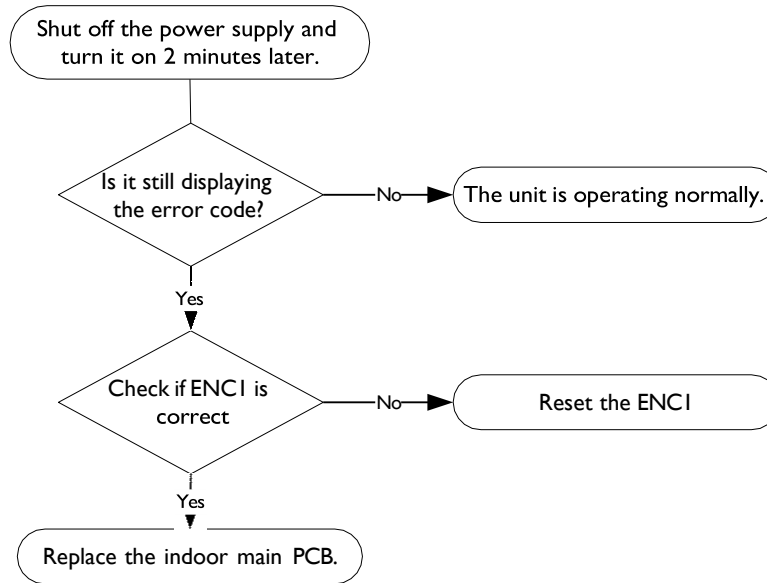 Shut off the power supply and
turn it on 2 minutes later.
Is it still displaying
the error code?
No
The unit is operating normally.
Yes
Check if ENC1 is
correct
No
Reset the ENC1
Yes
Replace the indoor main PCB.